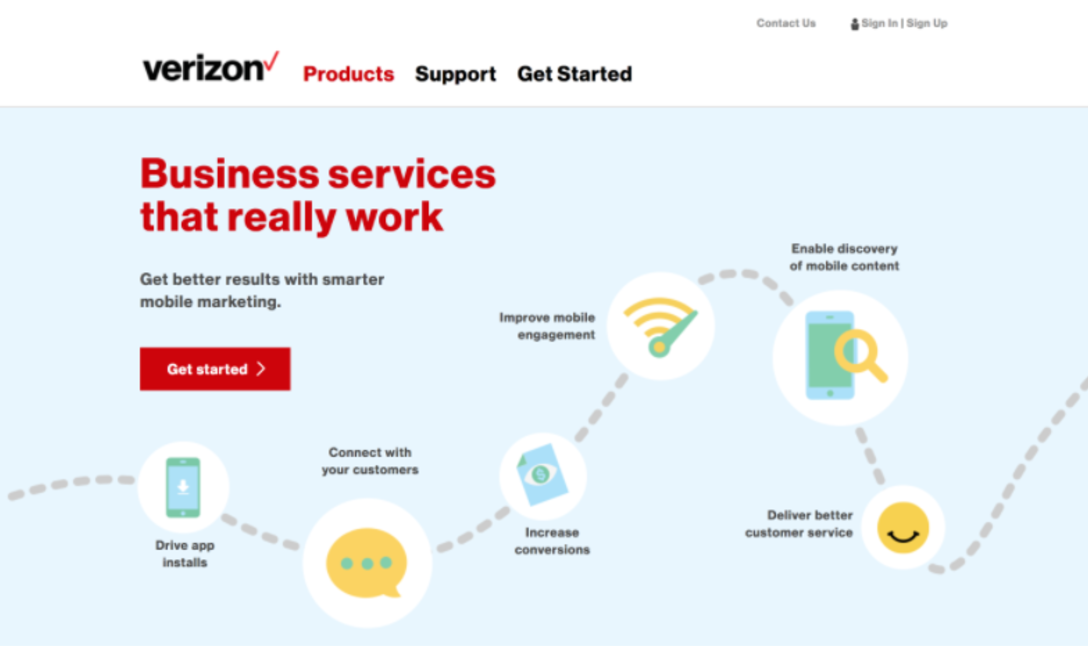 Contact Us
Sign In | Sign Up
verizon
Products
Support
Get Started
Business services
that really work
Get better results with smarter
mobile marketing.
Get started
Enable discovery
of mobile content
Improve mobile
engagement
Connect with
your customers
Drive app
installs
Increase
conversions
Deliver better
customer service
$